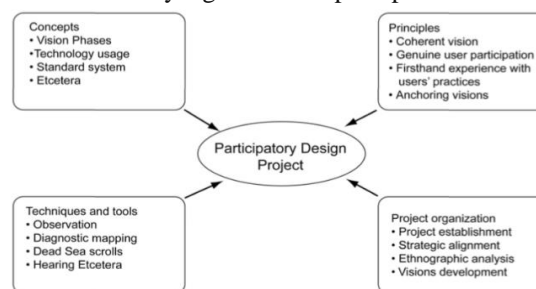 Concepts
• Vision Phases
•Technology usage
• Standard system
• Etcetera
Principles
• Coherent vision
• Genuine user participation
• Firsthand experience with
users' practices
• Anchoring visions
Participatory Design
Project
Techniques and tools
• Observation
• Diagnostic mapping
• Dead Sea scrolls
• Hearing Etcetera
Project organization
• Project establishment
• Strategic alignment
• Ethnographic analysis
• Visions development